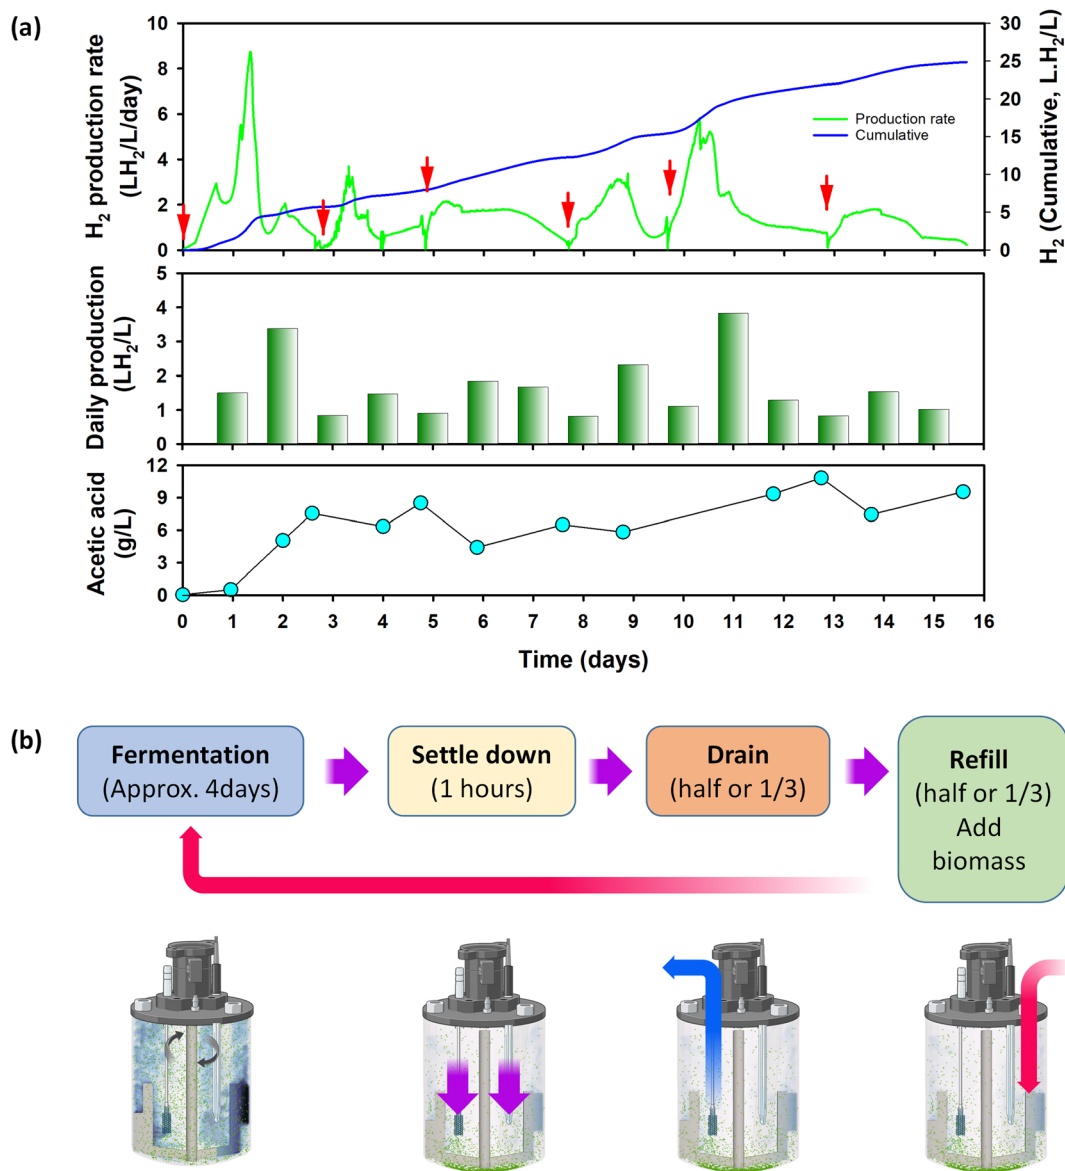 (a)
H2 production rate
(LH2/L/day)
10
8
6
4
2
0
30
25
20
15
10
5
0
H2 (Cumulative, L.H2/L)
Production rate
Cumulative
Daily production
(LH2/L)
5
4
3
2
1
0
Acetic acid
(g/L)
12
9
6
3
0
0 1 2 3 4 5 6 7 8 9 10 11 12 13 14 15 16
Time (days)
(b)
Fermentation
(Approx. 4days)
Settle down
(1 hours)
Drain
(half or 1/3)
Refill
(half or 1/3)
Add
biomass